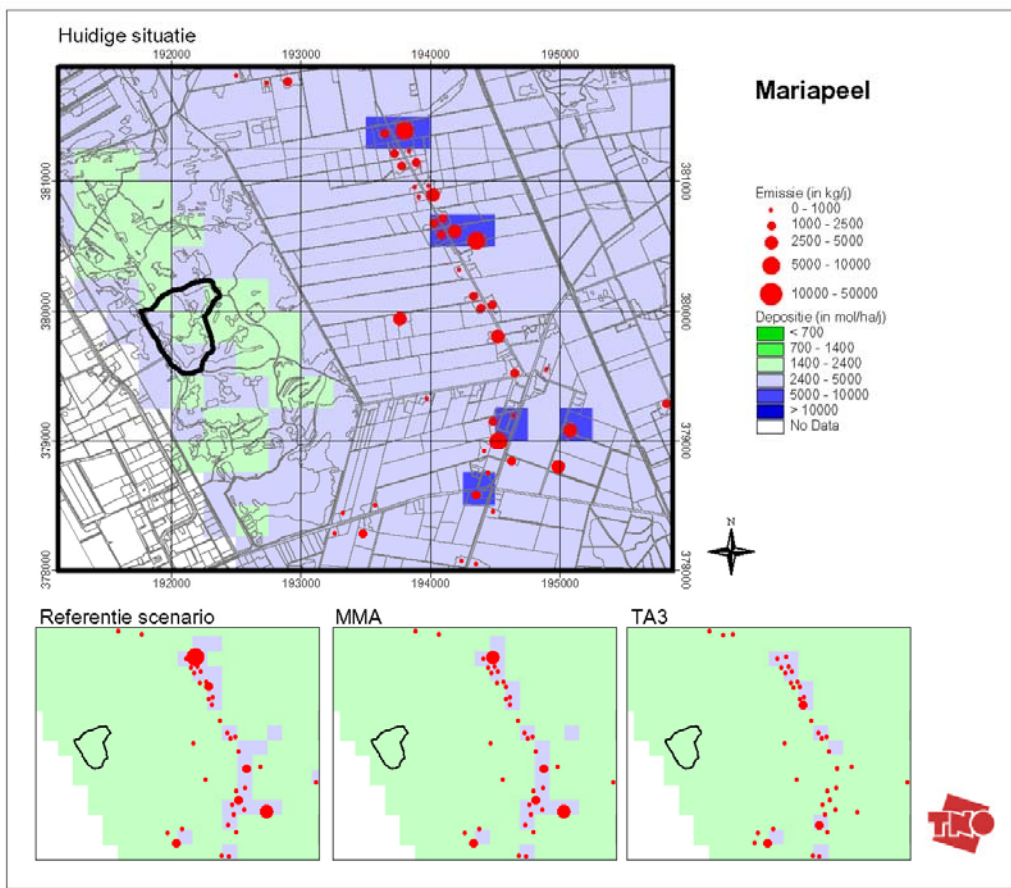 Huidige situatie
192000 193000 194000 195000
Mariapeel
381000 381000
380000 380000
379000 379000
378000 378000
192000 193000 194000 195000
Emissie (in kg/j)
0 - 1000
1000 - 2500
2500 - 5000
5000 - 10000
10000 - 50000
Depositie (in mol/ha/j)
< 700
700 - 1400
1400 - 2400
2400 - 5000
5000 - 10000
> 10000
No Data
N
Referentie scenario
MMA
TA3
TNO